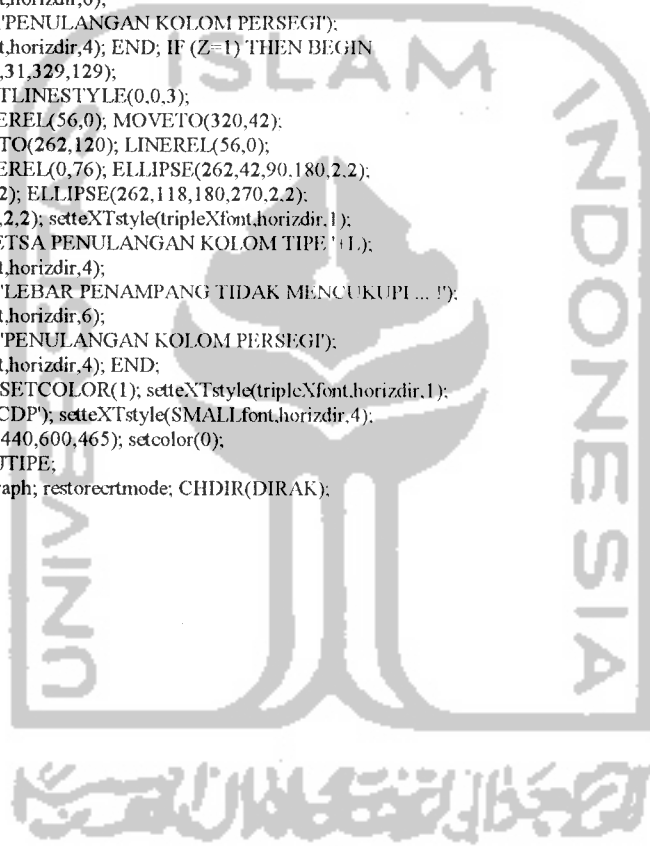 t,horizdir,6);
'PENULANGAN KOLOM PERSEGI');
t,horizdir,4); END; IF (Z=1) THEN BEGIN
,31,329,129);
TLINESTYLE(0,0,3);
EREL(56,0); MOVETO(320,42);
TO(262,120); LINEREL(56,0);
EREL(0,76); ELLIPSE(262,42,90,180,2,2);
2); ELLIPSE(262,118,180,270,2,2);
,2,2); setteXTstyle(tripleXfont,horizdir,1);
ETSA PENULANGAN KOLOM TIPE '+L);
t,horizdir,4);
'LEBAR PENAMPANG TIDAK MENCUKUPI ... !');
t,horizdir,6);
'PENULANGAN KOLOM PERSEGI');
t,horizdir,4); END;
SETCOLOR(1); setteXTstyle(tripleXfont,horizdir,1);
CDP'); setteXTstyle(SMALLfont,horizdir,4);
440,600,465); setcolor(0);
JTIPE;
raph; restorecrtmode; CHDIR(DIRAK);
ISLAM
UNIVERSITAS
INDONESIA